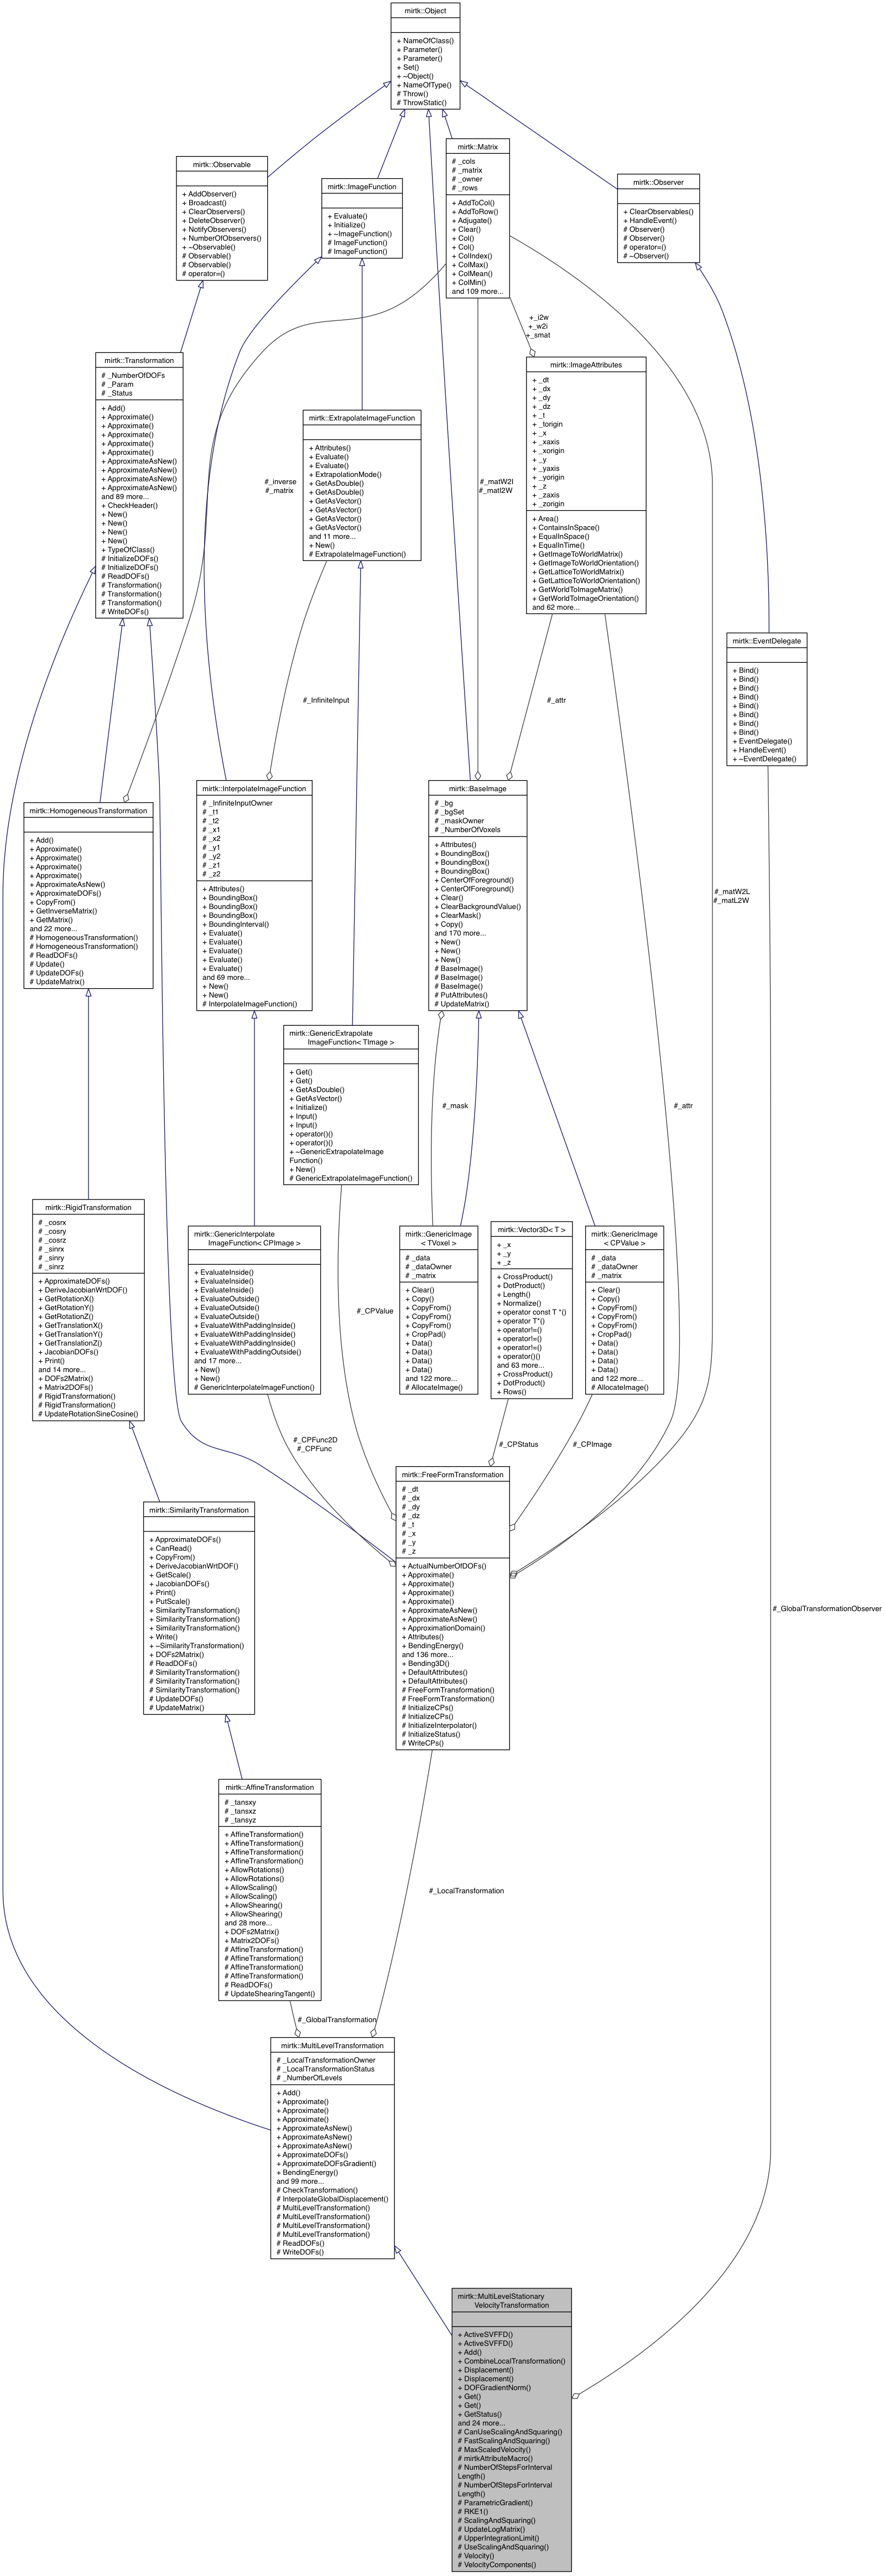 mirtk::Object
+ NameOfClass()
+ Parameter()
+ Parameter()
+ Set()
+ ~Object()
+ NameOfType()
# Throw()
# ThrowStatic()
mirtk::Matrix
# _cols
# _matrix
# _owner
# _rows
+ AddToCol()
+ AddToRow()
+ Adjugate()
+ Clear()
+ Col()
+ Col()
+ ColIndex()
+ ColMax()
+ ColMean()
+ ColMin()
and 109 more...
mirtk::Observable
+ AddObserver()
+ Broadcast()
+ ClearObservers()
+ DeleteObserver()
+ NotifyObservers()
+ NumberOfObservers()
+ ~Observable()
# Observable()
# Observable()
# operator=()
mirtk::ImageFunction
+ Evaluate()
+ Initialize()
+ ~ImageFunction()
# ImageFunction()
# ImageFunction()
mirtk::Observer
+ ClearObservables()
+ HandleEvent()
# Observer()
# Observer()
# operator=()
# ~Observer()
+_i2w
+_w2i
+_smat
mirtk::Transformation
# _NumberOfDOFs
# _Param
# _Status
+ Add()
+ Approximate()
+ Approximate()
+ Approximate()
+ Approximate()
+ Approximate()
+ ApproximateAsNew()
+ ApproximateAsNew()
+ ApproximateAsNew()
+ ApproximateAsNew()
and 89 more...
+ CheckHeader()
+ New()
+ New()
+ New()
+ New()
+ TypeOfClass()
# InitializeDOFs()
# InitializeDOFs()
# ReadDOFs()
# Transformation()
# Transformation()
# Transformation()
# WriteDOFs()
mirtk::ImageAttributes
+ _dt
+ _dx
+ _dy
+ _dz
+ _t
+ _torigin
+ _x
+ _xaxis
+ _xorigin
+ _y
+ _yaxis
+ _yorigin
+ _z
+ _zaxis
+ _zorigin
+ Area()
+ ContainsInSpace()
+ EqualInSpace()
+ EqualInTime()
+ GetImageToWorldMatrix()
+ GetImageToWorldOrientation()
+ GetLatticeToWorldMatrix()
+ GetLatticeToWorldOrientation()
+ GetWorldToImageMatrix()
+ GetWorldToImageOrientation()
and 62 more...
mirtk::ExtrapolateImageFunction
+ Attributes()
+ Evaluate()
+ Evaluate()
+ ExtrapolationMode()
+ GetAsDouble()
+ GetAsDouble()
+ GetAsVector()
+ GetAsVector()
+ GetAsVector()
+ GetAsVector()
and 11 more...
+ New()
# ExtrapolateImageFunction()
#_inverse
#_matrix
#_matW2I
#_matI2W
mirtk::EventDelegate
+ Bind()
+ Bind()
+ Bind()
+ Bind()
+ Bind()
+ Bind()
+ Bind()
+ Bind()
+ EventDelegate()
+ HandleEvent()
+ ~EventDelegate()
#_InfiniteInput
#_attr
mirtk::HomogeneousTransformation
+ Add()
+ Approximate()
+ Approximate()
+ Approximate()
+ Approximate()
+ ApproximateAsNew()
+ ApproximateDOFs()
+ CopyFrom()
+ GetInverseMatrix()
+ GetMatrix()
and 22 more...
# HomogeneousTransformation()
# HomogeneousTransformation()
# ReadDOFs()
# Update()
# UpdateDOFs()
# UpdateMatrix()
mirtk::InterpolateImageFunction
# _InfiniteInputOwner
# _t1
# _t2
# _x1
# _x2
# _y1
# _y2
# _z1
# _z2
+ Attributes()
+ BoundingBox()
+ BoundingBox()
+ BoundingBox()
+ BoundingInterval()
+ Evaluate()
+ Evaluate()
+ Evaluate()
+ Evaluate()
+ Evaluate()
and 69 more...
+ New()
+ New()
# InterpolateImageFunction()
mirtk::BaseImage
# _bg
# _bgSet
# _maskOwner
# _NumberOfVoxels
+ Attributes()
+ BoundingBox()
+ BoundingBox()
+ BoundingBox()
+ CenterOfForeground()
+ CenterOfForeground()
+ Clear()
+ ClearBackgroundValue()
+ ClearMask()
+ Copy()
and 170 more...
+ New()
+ New()
+ New()
# BaseImage()
# BaseImage()
# BaseImage()
# PutAttributes()
# UpdateMatrix()
#_matW2L
#_matL2W
mirtk::GenericExtrapolate
ImageFunction< TImage >
+ Get()
+ Get()
+ GetAsDouble()
+ GetAsVector()
+ Initialize()
+ Input()
+ Input()
+ operator()()
+ operator()()
+ ~GenericExtrapolateImage
Function()
+ New()
# GenericExtrapolateImageFunction()
#_mask
#_attr
mirtk::RigidTransformation
# _cosrx
# _cosry
# _cosrz
# _sinrx
# _sinry
# _sinrz
+ ApproximateDOFs()
+ DeriveJacobianWrtDOF()
+ GetRotationX()
+ GetRotationY()
+ GetRotationZ()
+ GetTranslationX()
+ GetTranslationY()
+ GetTranslationZ()
+ JacobianDOFs()
+ Print()
and 14 more...
+ DOFs2Matrix()
+ Matrix2DOFs()
# RigidTransformation()
# RigidTransformation()
# UpdateRotationSineCosine()
mirtk::GenericInterpolate
ImageFunction< CPImage >
+ EvaluateInside()
+ EvaluateInside()
+ EvaluateInside()
+ EvaluateOutside()
+ EvaluateOutside()
+ EvaluateOutside()
+ EvaluateWithPaddingInside()
+ EvaluateWithPaddingInside()
+ EvaluateWithPaddingInside()
+ EvaluateWithPaddingOutside()
and 17 more...
+ New()
+ New()
# GenericInterpolateImageFunction()
#_CPValue
mirtk::GenericImage
< TVoxel >
# _data
# _dataOwner
# _matrix
+ Clear()
+ Copy()
+ CopyFrom()
+ CopyFrom()
+ CopyFrom()
+ CropPad()
+ Data()
+ Data()
+ Data()
+ Data()
and 122 more...
# AllocateImage()
mirtk::Vector3D< T >
+ _x
+ _y
+ _z
+ CrossProduct()
+ DotProduct()
+ Length()
+ Normalize()
+ operator const T *()
+ operator T*()
+ operator!=()
+ operator!=()
+ operator!=()
+ operator()()
and 63 more...
+ CrossProduct()
+ DotProduct()
+ Rows()
mirtk::GenericImage
< CPValue >
# _data
# _dataOwner
# _matrix
+ Clear()
+ Copy()
+ CopyFrom()
+ CopyFrom()
+ CopyFrom()
+ CropPad()
+ Data()
+ Data()
+ Data()
+ Data()
and 122 more...
# AllocateImage()
#_CPFunc2D
#_CPFunc
#_CPStatus
#_CPImage
mirtk::FreeFormTransformation
# _dt
# _dx
# _dy
# _dz
# _t
# _x
# _y
# _z
+ ActualNumberOfDOFs()
+ Approximate()
+ Approximate()
+ Approximate()
+ Approximate()
+ ApproximateAsNew()
+ ApproximateAsNew()
+ ApproximationDomain()
+ Attributes()
+ BendingEnergy()
and 136 more...
+ Bending3D()
+ DefaultAttributes()
+ DefaultAttributes()
# FreeFormTransformation()
# FreeFormTransformation()
# InitializeCPs()
# InitializeCPs()
# InitializeInterpolator()
# InitializeStatus()
# WriteCPs()
mirtk::SimilarityTransformation
+ ApproximateDOFs()
+ CanRead()
+ CopyFrom()
+ DeriveJacobianWrtDOF()
+ GetScale()
+ JacobianDOFs()
+ Print()
+ PutScale()
+ SimilarityTransformation()
+ SimilarityTransformation()
+ SimilarityTransformation()
+ Write()
+ ~SimilarityTransformation()
+ DOFs2Matrix()
# ReadDOFs()
# SimilarityTransformation()
# SimilarityTransformation()
# SimilarityTransformation()
# UpdateDOFs()
# UpdateMatrix()
#_GlobalTransformationObserver
mirtk::AffineTransformation
# _tansxy
# _tansxz
# _tansyz
+ AffineTransformation()
+ AffineTransformation()
+ AffineTransformation()
+ AffineTransformation()
+ AllowRotations()
+ AllowRotations()
+ AllowScaling()
+ AllowScaling()
+ AllowShearing()
+ AllowShearing()
and 28 more...
+ DOFs2Matrix()
+ Matrix2DOFs()
# AffineTransformation()
# AffineTransformation()
# AffineTransformation()
# AffineTransformation()
# ReadDOFs()
# UpdateShearingTangent()
#_LocalTransformation
#_GlobalTransformation
mirtk::MultiLevelTransformation
# _LocalTransformationOwner
# _LocalTransformationStatus
# _NumberOfLevels
+ Add()
+ Approximate()
+ Approximate()
+ Approximate()
+ ApproximateAsNew()
+ ApproximateAsNew()
+ ApproximateAsNew()
+ ApproximateDOFs()
+ ApproximateDOFsGradient()
+ BendingEnergy()
and 99 more...
# CheckTransformation()
# InterpolateGlobalDisplacement()
# MultiLevelTransformation()
# MultiLevelTransformation()
# MultiLevelTransformation()
# MultiLevelTransformation()
# ReadDOFs()
# WriteDOFs()
mirtk::MultiLevelStationary
VelocityTransformation
+ ActiveSVFFD()
+ ActiveSVFFD()
+ Add()
+ CombineLocalTransformation()
+ Displacement()
+ Displacement()
+ DOFGradientNorm()
+ Get()
+ Get()
+ GetStatus()
and 24 more...
# CanUseScalingAndSquaring()
# FastScalingAndSquaring()
# MaxScaledVelocity()
# mirtkAttributeMacro()
# NumberOfStepsForInterval
Length()
# NumberOfStepsForInterval
Length()
# ParametricGradient()
# RKE1()
# ScalingAndSquaring()
# UpdateLogMatrix()
# UpperIntegrationLimit()
# UseScalingAndSquaring()
# Velocity()
# VelocityComponents()